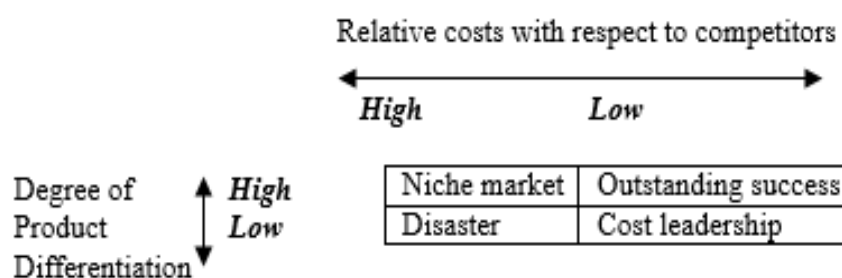 Relative costs with respect to competitors
High Low
Degree of High Niche market Outstanding success
Product Low Disaster Cost leadership
Differentiation